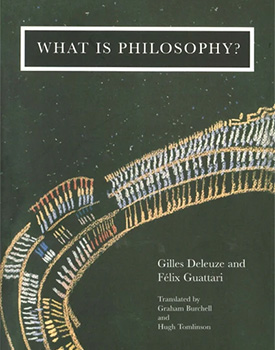 WHAT IS PHILOSOPHY?
Gilles Deleuze and
Félix Guattari
Translated by
Graham Burchell
and
Hugh Tomlinson